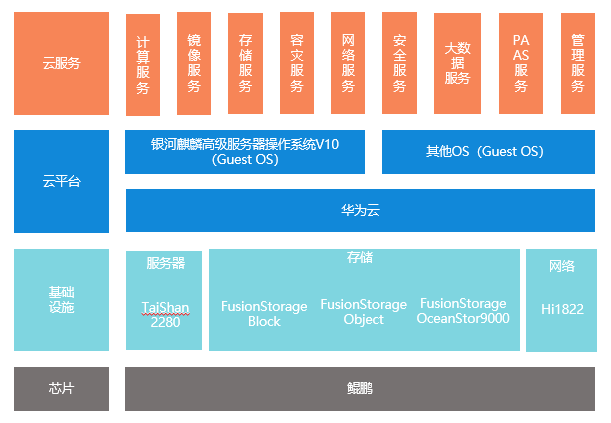 云服务
计算服务
镜像服务
存储服务
容灾服务
网络服务
安全服务
大数据服务
PAAS服务
管理服务
云平台
银河麒麟高级服务器操作系统V10
（Guest OS）
其他OS（Guest OS）
华为云
基础
设施
服务器
TaiShan
2280
存储
FusionStorage
Block
FusionStorage
Object
FusionStorage
OceanStor9000
网络
Hi1822
芯片
鲲鹏